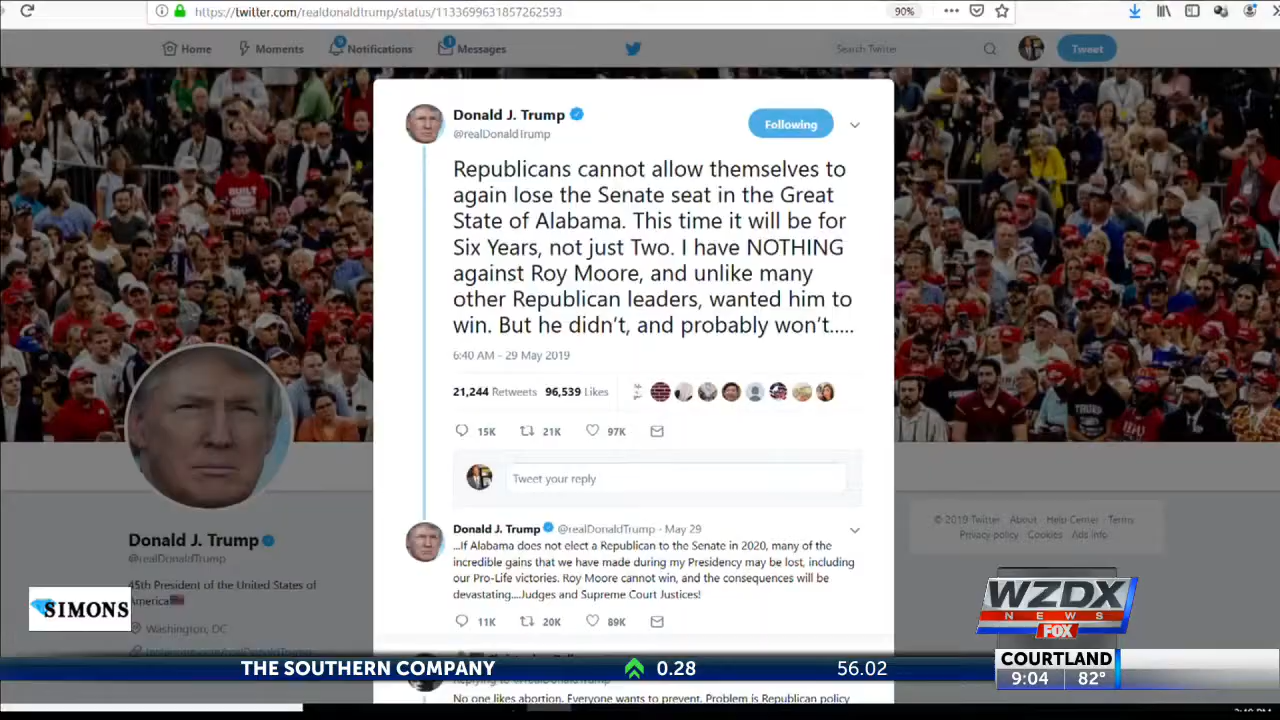 https://twitter.com/realdonaldtrump/status/1133699631857262593
90%
Home
Moments
Notifications
Messages
Search Twitter
Tweet
Donald J. Trump
@realDonaldTrump
Following
Republicans cannot allow themselves to
again lose the Senate seat in the Great
State of Alabama. This time it will be for
Six Years, not just Two. I have NOTHING
against Roy Moore, and unlike many
other Republican leaders, wanted him to
win. But he didn't, and probably won't.....
6:40 AM - 29 May 2019
21,244 Retweets 96,539 Likes
15K 21K 97K
Tweet your reply
Donald J. Trump @realDonaldTrump · May 29
...If Alabama does not elect a Republican to the Senate in 2020, many of the
incredible gains that we have made during my Presidency may be lost, including
our Pro-Life victories. Roy Moore cannot win, and the consequences will be
devastating....Judges and Supreme Court Justices!
11K 20K 89K
Replying to @realDonaldTrump
No one likes abortion. Everyone wants to prevent. Problem is Republican policy
Donald J. Trump
@realDonaldTrump
45th President of the United States of
America
Washington, DC
© 2019 Twitter About Help Center Terms
Privacy policy Cookies Ads info
BUILT
TRUMP
SIMONS
WZDX
NEWS
FOX
THE SOUTHERN COMPANY 0.28 56.02
COURTLAND
9:04 82°